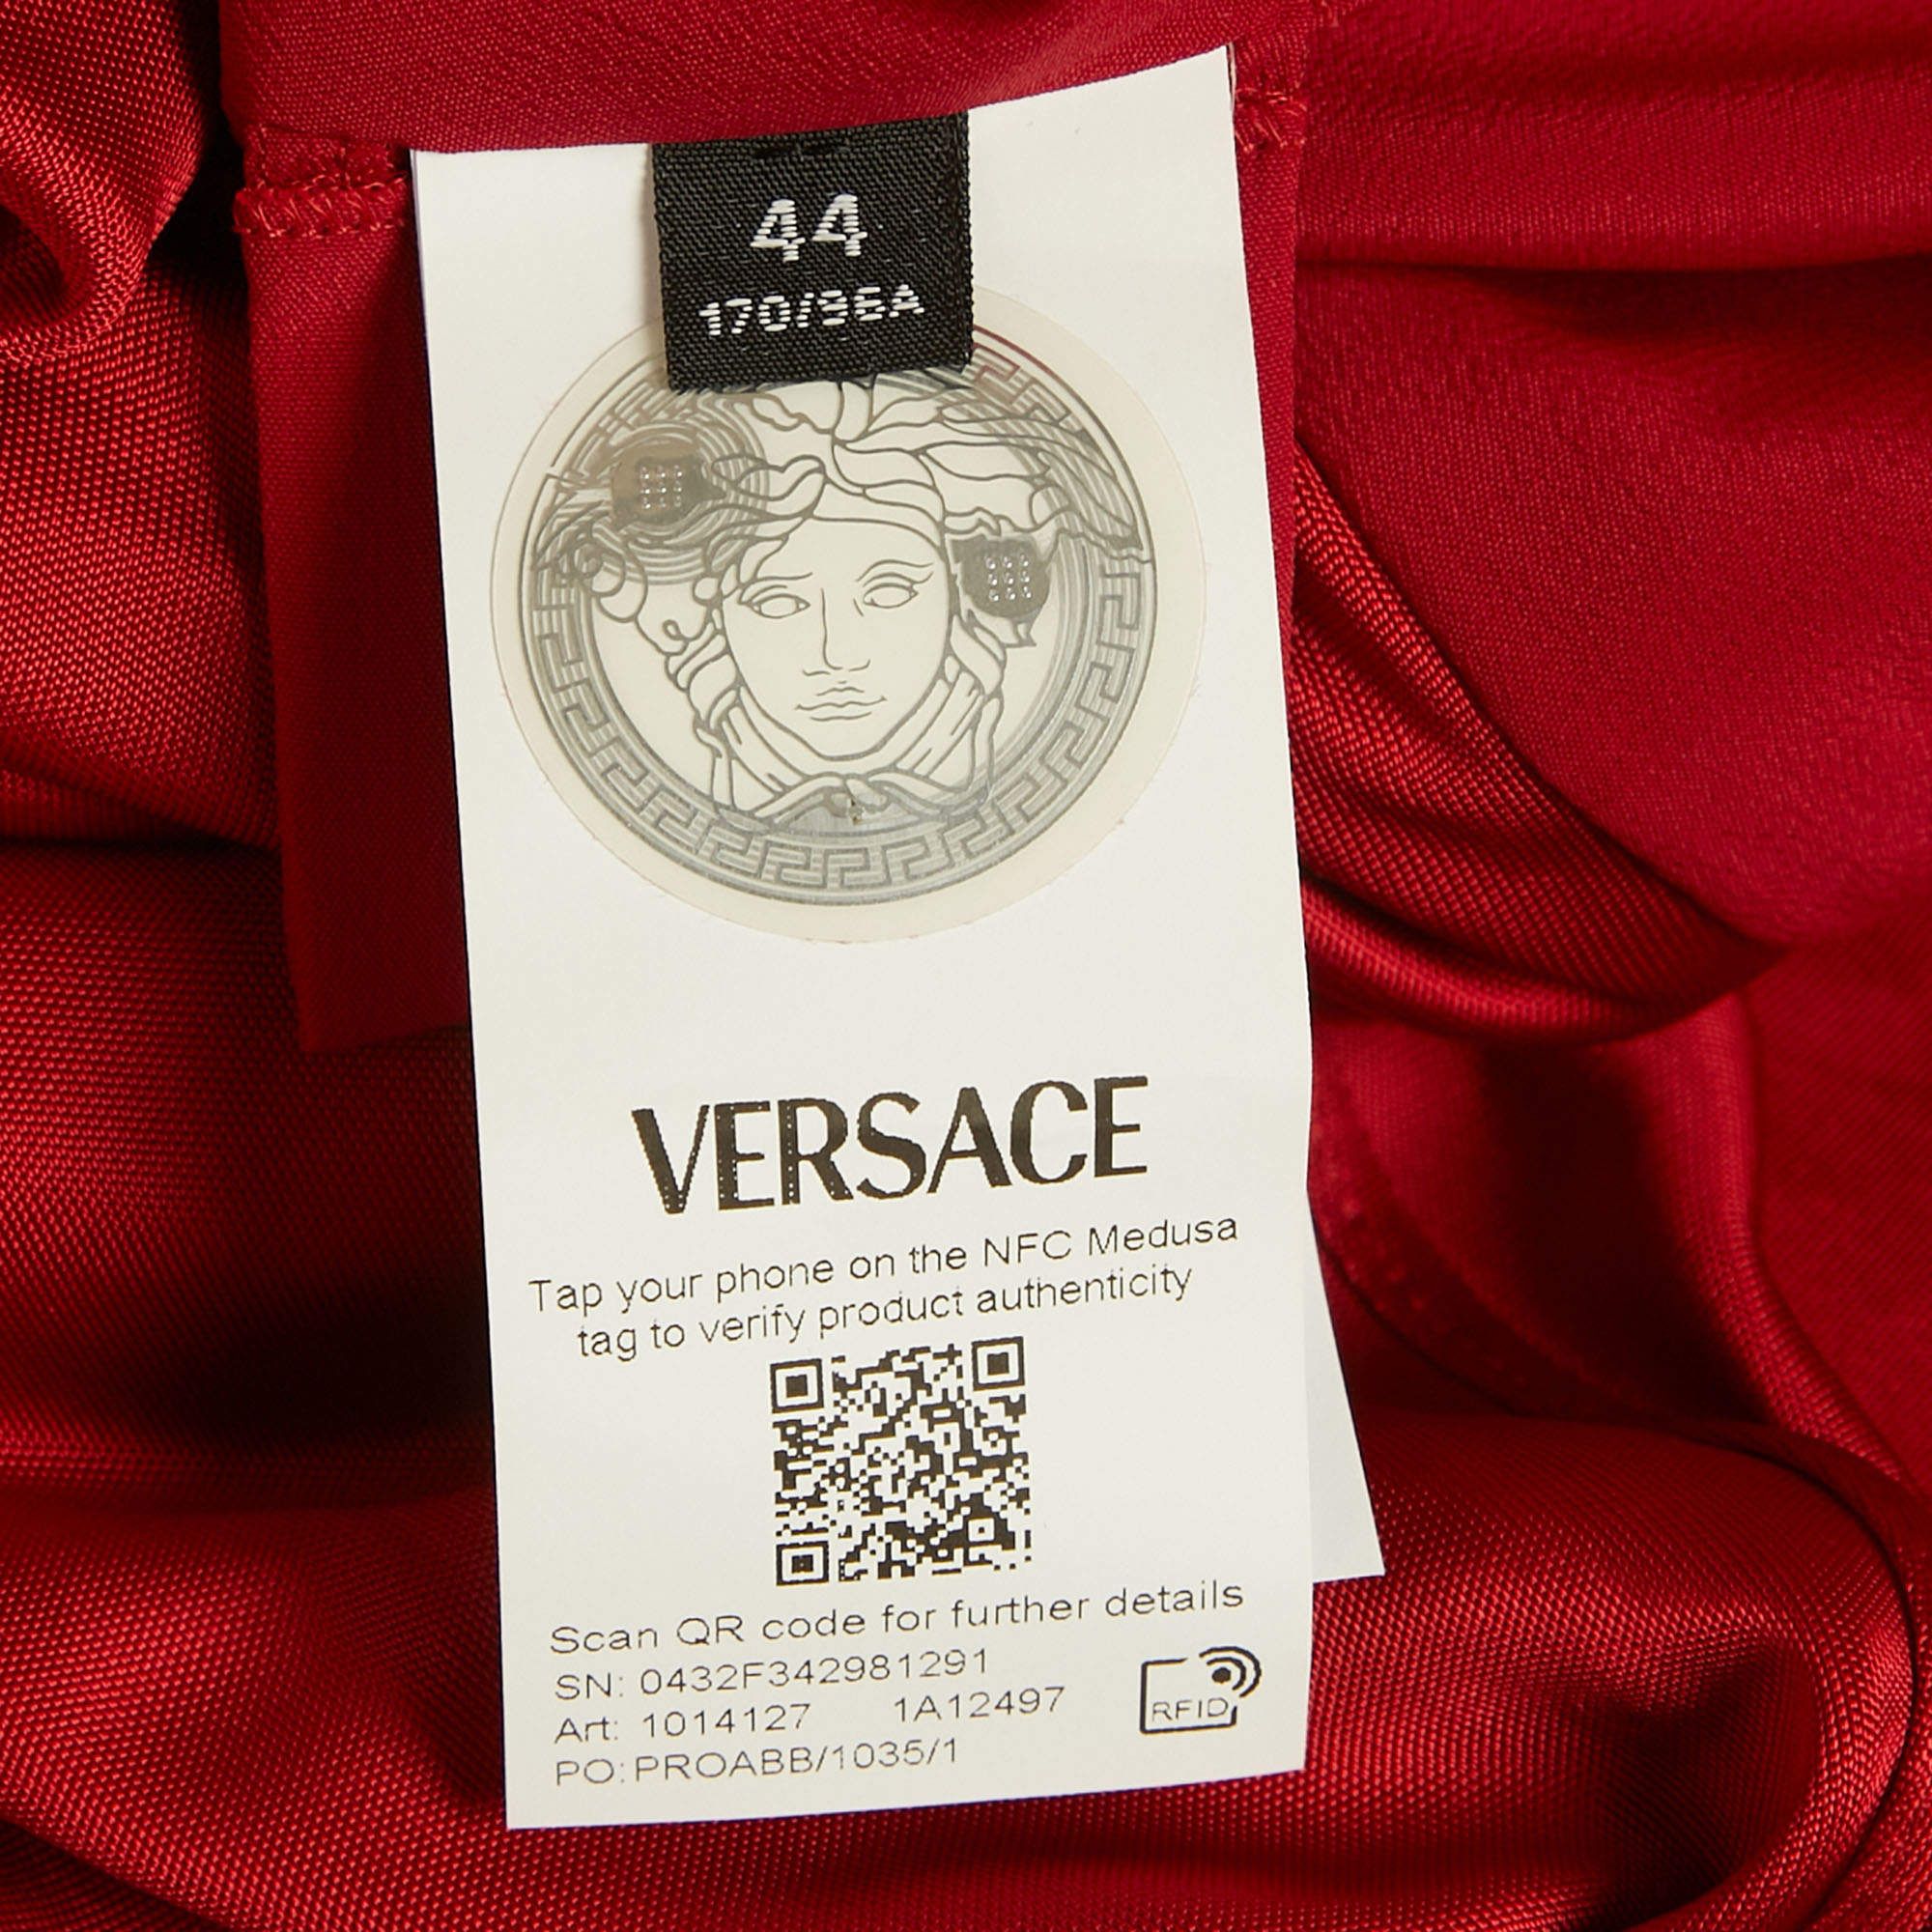 44
170/96A
VERSACE
Tap your phone on the NFC Medusa
tag to verify product authenticity
Scan QR code for further details
SN: 0432F342981291
Art: 1014127 1A12497
RFID
PO:PROABB/1035/1